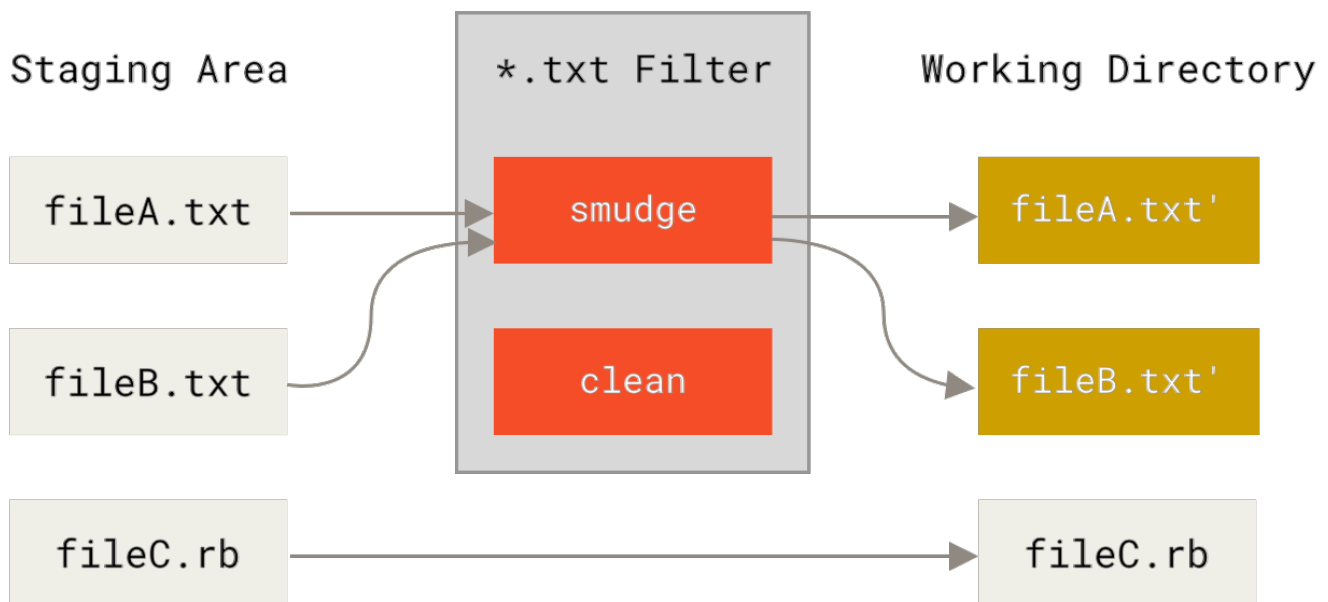 Staging Area
*.txt Filter
Working Directory
fileA.txt
smudge
fileA.txt'
fileB.txt
clean
fileB.txt'
fileC.rb
fileC.rb